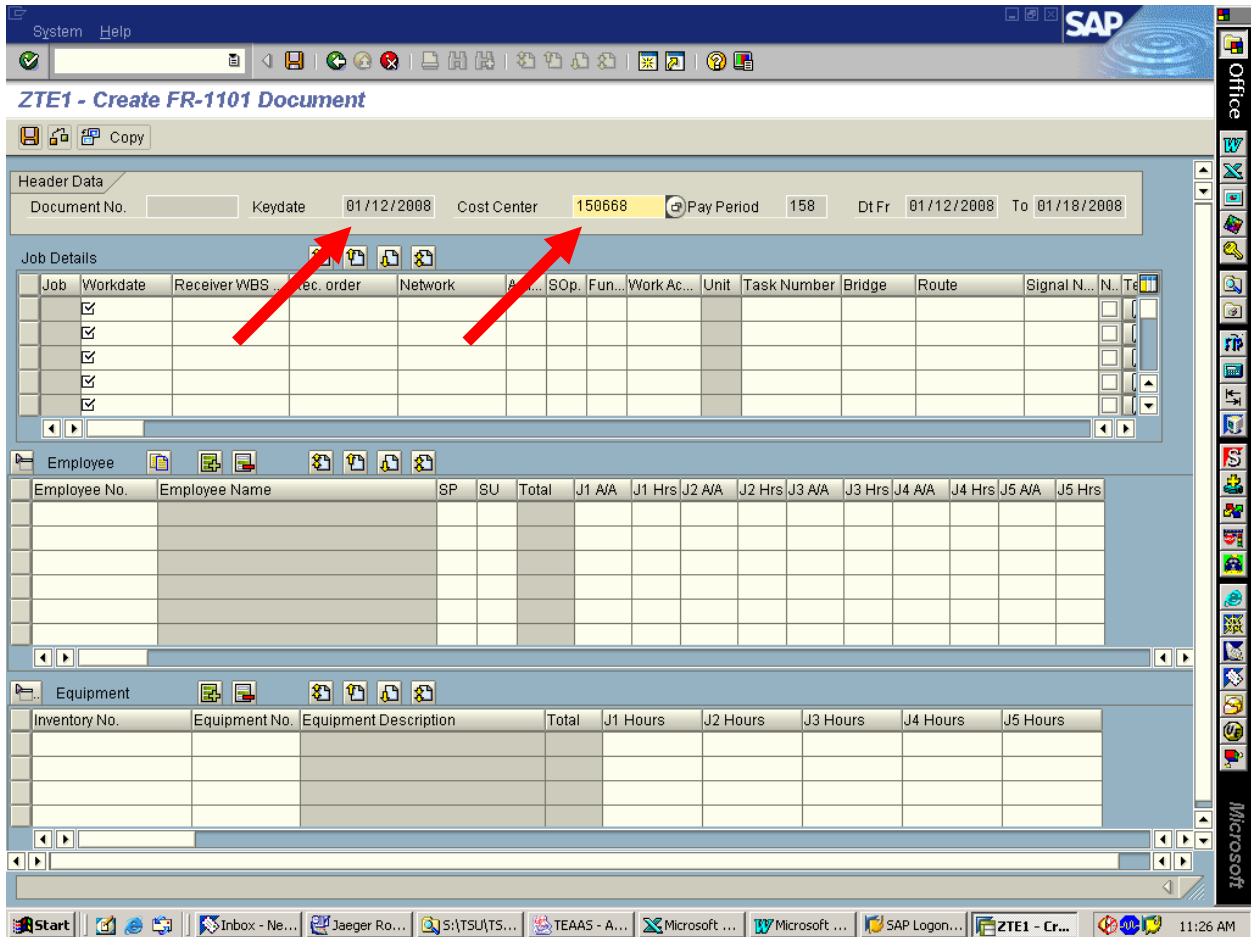 System Help
SAP
ZTE1 - Create FR-1101 Document
Copy
Header Data
Document No. Keydate 01/12/2008 Cost Center 150668 Pay Period 158 Dt Fr 01/12/2008 To 01/18/2008
Job Details
Job Workdate Receiver WBS ... order Network SOp. Fun... Work Ac... Unit Task Number Bridge Route Signal N... N.. Te
Employee
Employee No. Employee Name SP SU Total J1 A/A J1 Hrs J2 A/A J2 Hrs J3 A/A J3 Hrs J4 A/A J4 Hrs J5 A/A J5 Hrs
Equipment
Inventory No. Equipment No. Equipment Description Total J1 Hours J2 Hours J3 Hours J4 Hours J5 Hours
Office
Microsoft
Start Inbox - Ne... Jaeger Ro... S:\TSU\TS... TEAAS - A... Microsoft ... Microsoft ... SAP Logon... ZTE1 - Cr... 11:26 AM